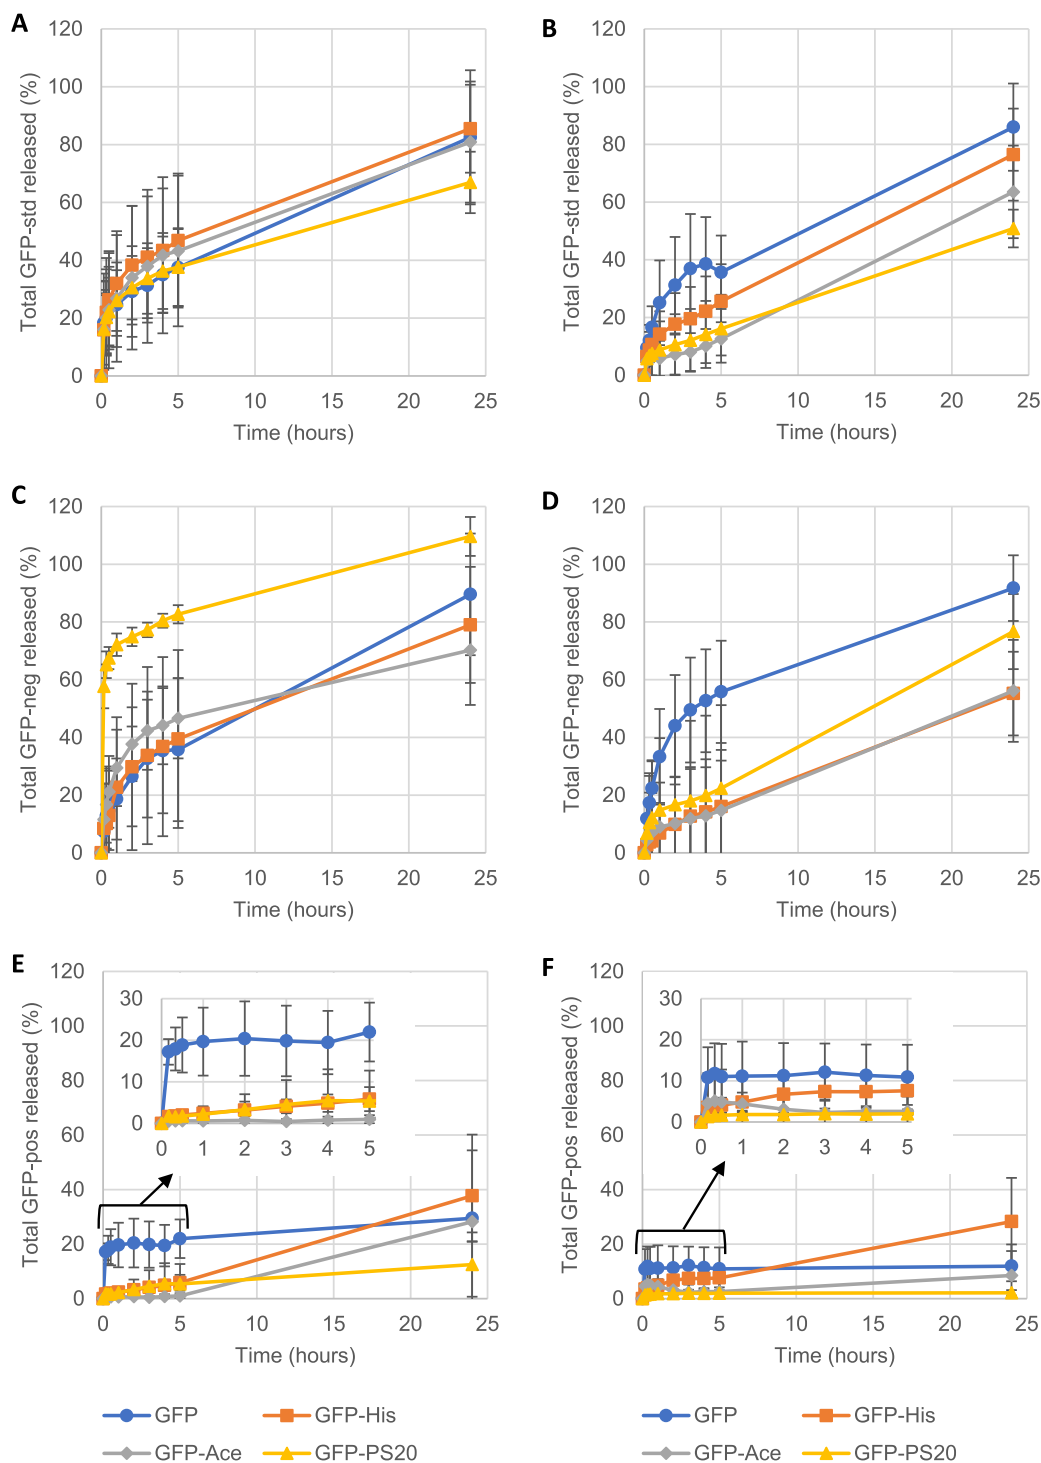 A
Total GFP-std released (%)
120
100
80
60
40
20
0
0 5 10 15 20 25
Time (hours)
B
Total GFP-std released (%)
120
100
80
60
40
20
0
0 5 10 15 20 25
Time (hours)
C
Total GFP-neg released (%)
120
100
80
60
40
20
0
0 5 10 15 20 25
Time (hours)
D
Total GFP-neg released (%)
120
100
80
60
40
20
0
0 5 10 15 20 25
Time (hours)
E
Total GFP-pos released (%)
120
100
80
60
40
20
0
0 5 10 15 20 25
Time (hours)
30
20
10
0
0 1 2 3 4 5
F
Total GFP-pos releaased (%)
120
100
80
60
40
20
0
0 5 10 15 20 25
Time (hours)
30
20
10
0
0 1 2 3 4 5
GFP GFP-His
GFP-Ace GFP-PS20
GFP GFP-His
GFP-Ace GFP-PS20